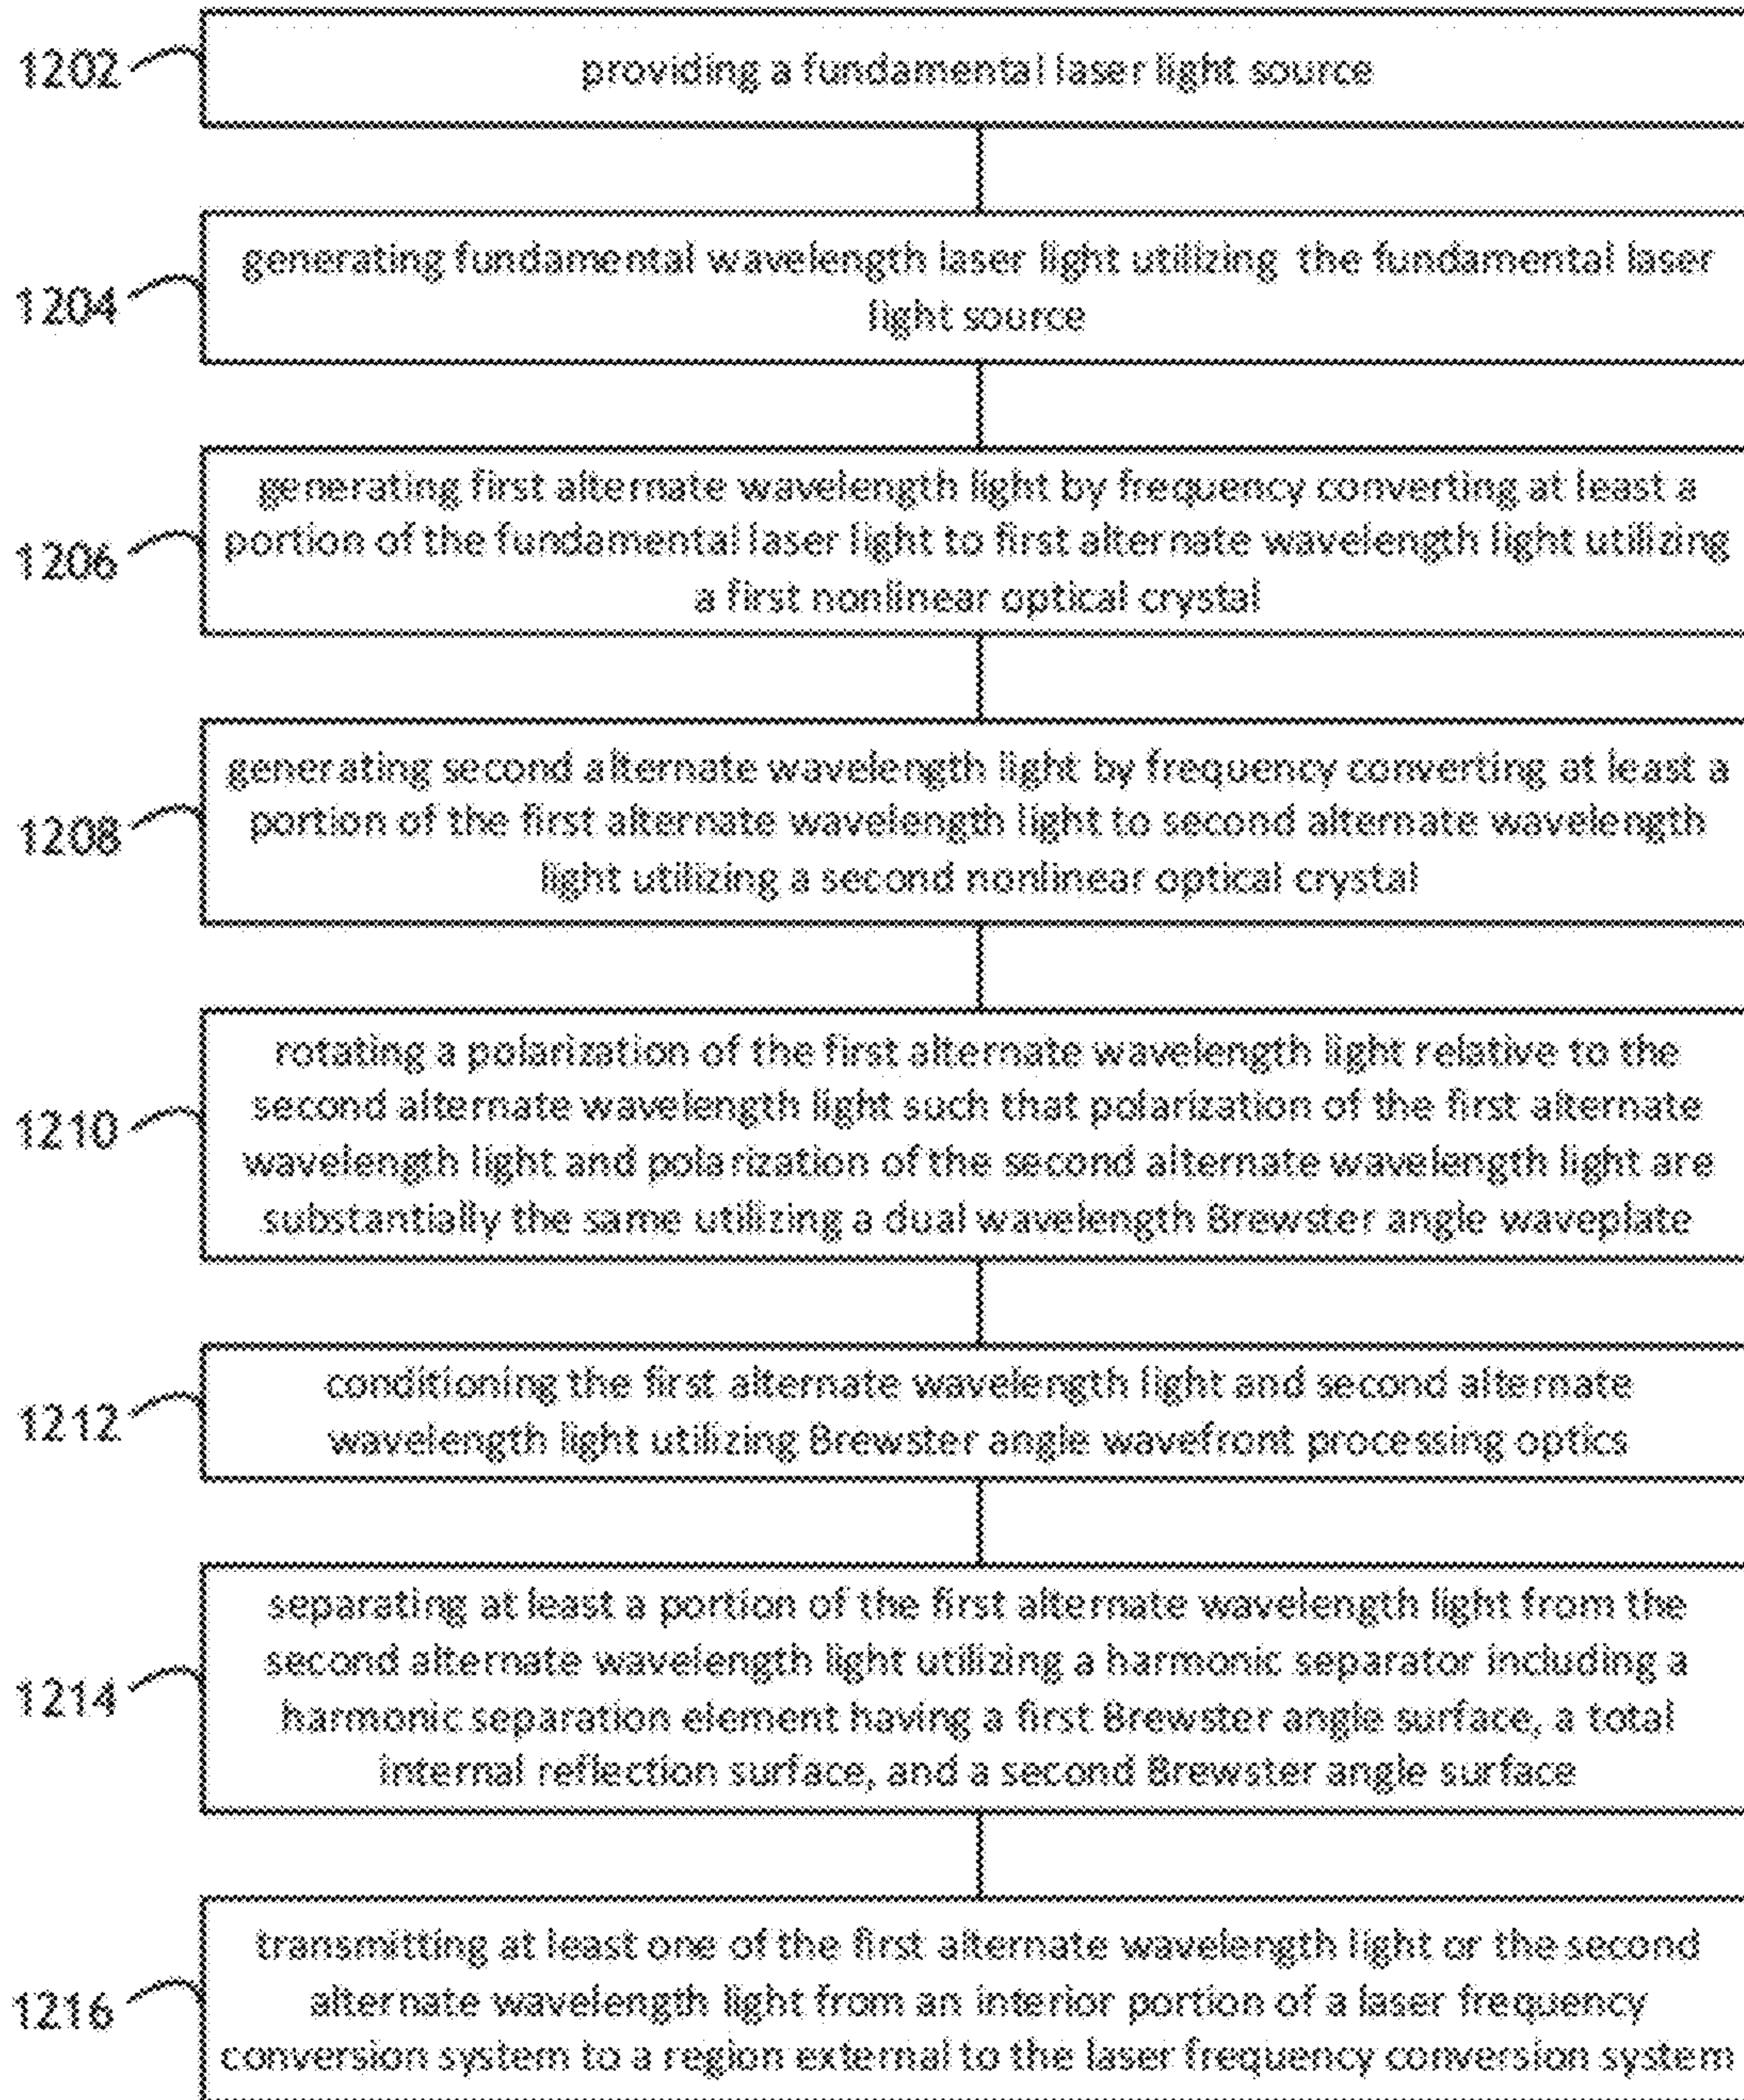 1202
providing a fundamental laser light source
1204
generating fundamental wavelength laser light utilizing the fundamental laser
light source
1206
generating first alternate wavelength light by frequency converting at least a
portion of the fundamental laser light to first alternate wavelength light utilizing
a first nonlinear optical crystal
1208
generating second alternate wavelength light by frequency converting at least a
portion of the first alternate wavelength light to second alternate wavelength
light utilizing a second nonlinear optical crystal
1210
rotating a polarization of the first alternate wavelength light relative to the
second alternate wavelength light such that polarization of the first alternate
wavelength light and polarization of the second alternate wavelength light are
substantially the same utilizing a dual wavelength Brewster angle waveplate
1212
conditioning the first alternate wavelength light and second alternate
wavelength light utilizing Brewster angle wavefront processing optics
1214
separating at least a portion of the first alternate wavelength light from the
second alternate wavelength light utilizing a harmonic separator including a
harmonic separation element having a first Brewster angle surface, a total
internal reflection surface, and a second Brewster angle surface
1216
transmitting at least one of the first alternate wavelength light or the second
alternate wavelength light from an interior portion of a laser frequency
conversion system to a region external to the laser frequency conversion system